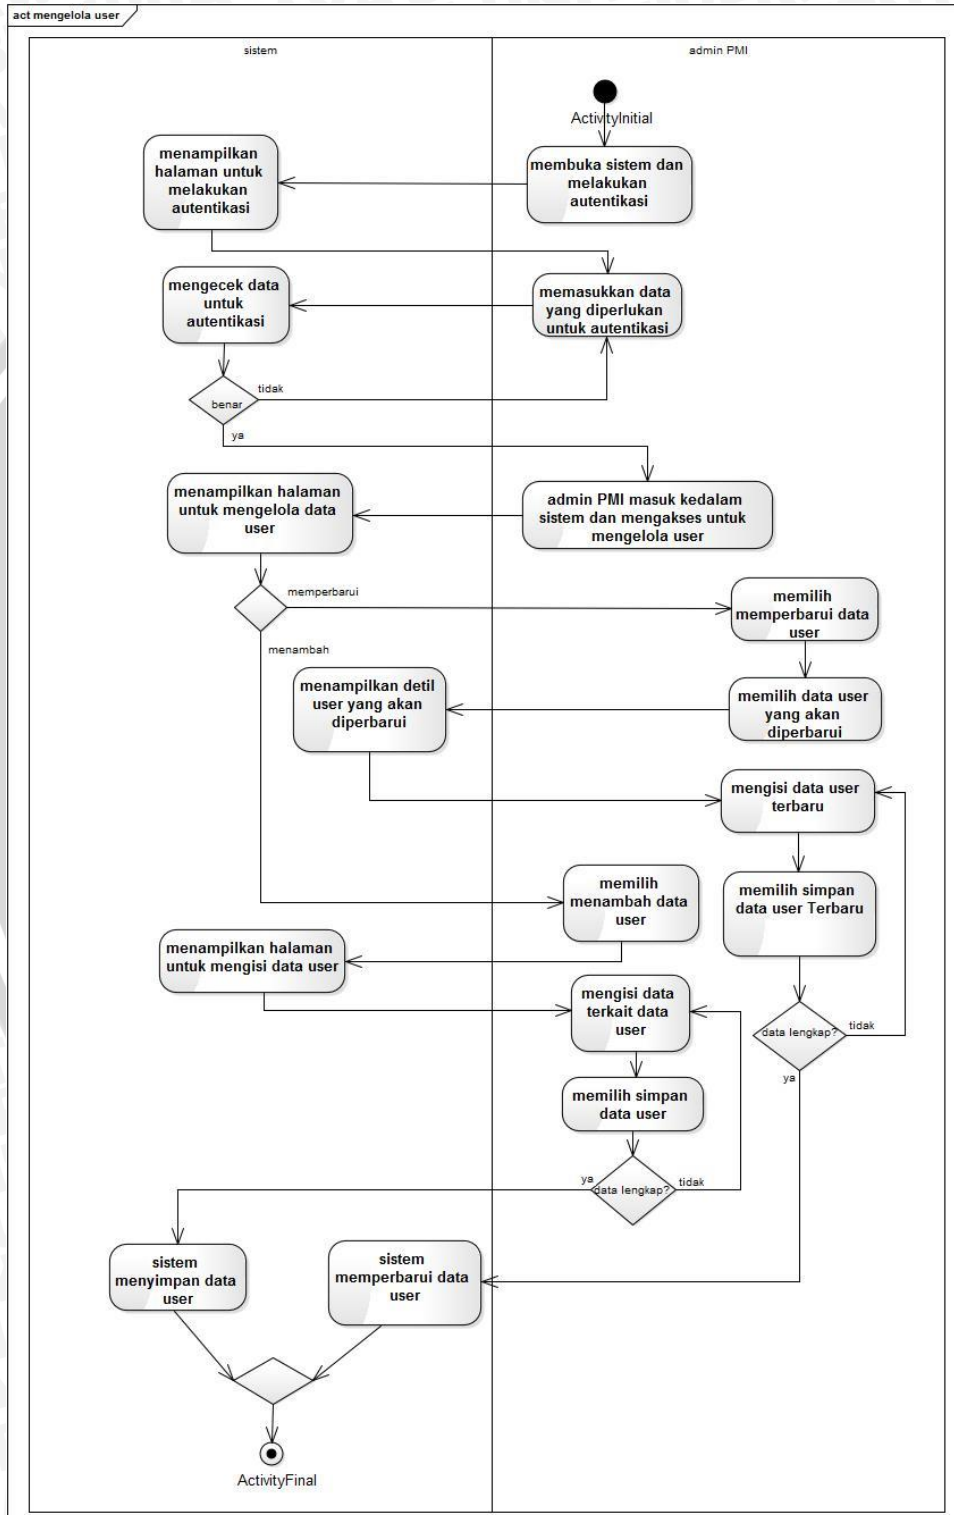 act mengelola user
sistem
admin PMI
ActivityInitial
menampilkan
halaman untuk
melakukan
autentikasi
membuka sistem dan
melakukan
autentikasi
mengecek data
untuk
autentikasi
memasukkan data
yang diperlukan
untuk autentikasi
tidak
benar
ya
menampilkan halaman
untuk mengelola data
user
admin PMI masuk kedalam
sistem dan mengakses untuk
mengelola user
memperbarui
memilih
memperbarui data
user
menambah
menampilkan detil
user yang akan
diperbarui
memilih data user
yang akan
diperbarui
mengisi data user
terbaru
memilih
menambah data
user
memilih simpan
data user Terbaru
menampilkan halaman
untuk mengisi data user
mengisi data
terkait data
user
data lengkap?
tidak
ya
memilih simpan
data user
ya
data lengkap?
tidak
sistem
menyimpan data
user
sistem
memperbarui data
user
ActivityFinal